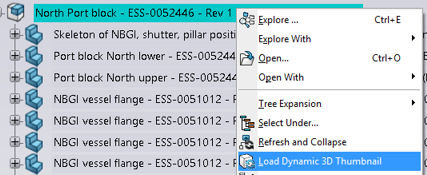 North Port block - ESS-0052446 - Rev 1
Skeleton of NBGI, shutter, pillar positi
Port block North lower - ESS-005244
Port block North upper - ESS-005244
NBGI vessel flange - ESS-0051012 - F
NBGI vessel flange - ESS-0051012 - F
NBGI vessel flange - ESS-0051012 - F
NBGI vessel flange - ESS-0051012 - F
Explore ... Ctrl+E
Explore With
Open... Ctrl+O
Open With
Tree Expansion
Select Under...
Refresh and Collapse
Load Dynamic 3D Thumbnail